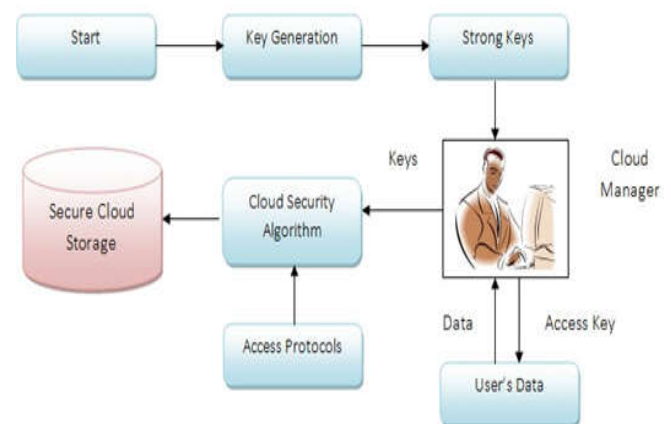 Start
Key Generation
Strong Keys
Keys
Cloud
Manager
Secure Cloud
Storage
Cloud Security
Algorithm
Data
Access Key
Access Protocols
User's Data